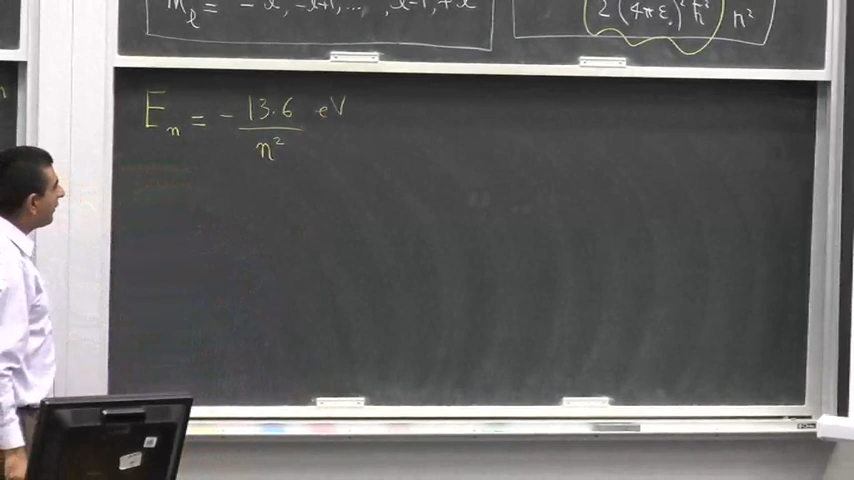 m_ℓ = -ℓ, -ℓ+1, ..., ℓ-1, +ℓ
2 (4πε₀)² ħ² n²
E_n = - 13.6 / n² eV